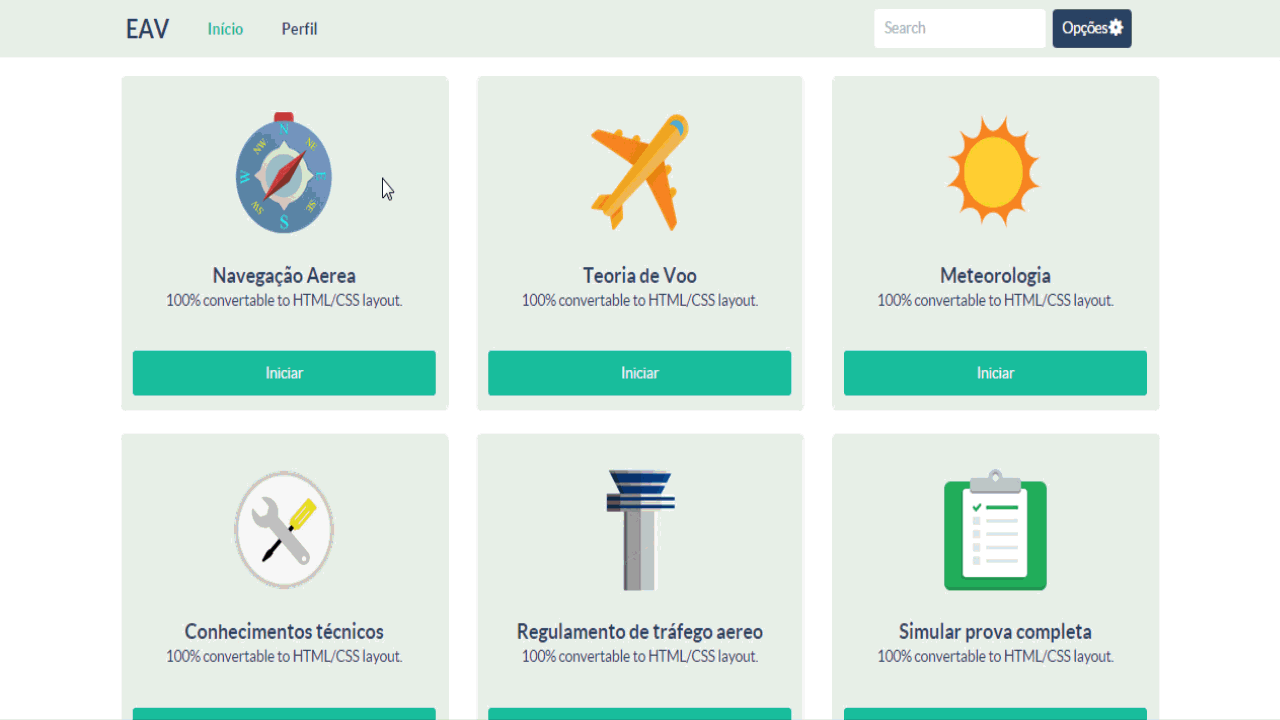 EAV Início Perfil Search Opções
N
NW NE
W E
SW SE
S
Navegação Aerea
100% convertable to HTML/CSS layout.
Iniciar
Teoria de Voo
100% convertable to HTML/CSS layout.
Iniciar
Meteorologia
100% convertable to HTML/CSS layout.
Iniciar
Conhecimentos técnicos
100% convertable to HTML/CSS layout.
Regulamento de tráfego aereo
100% convertable to HTML/CSS layout.
Simular prova completa
100% convertable to HTML/CSS layout.